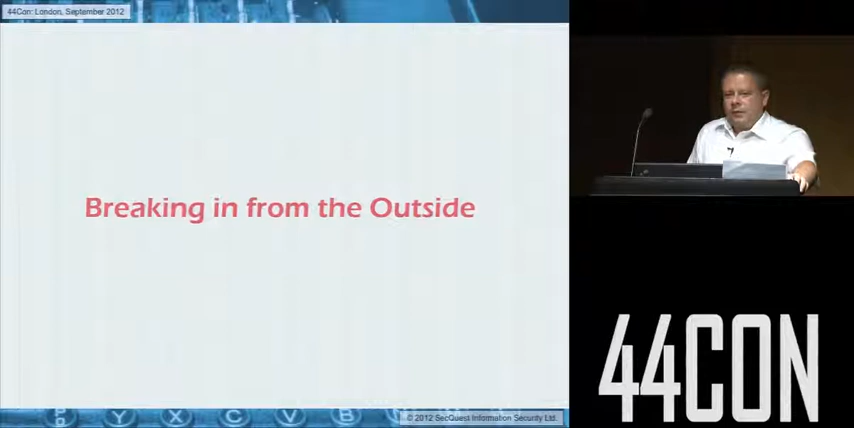 44Con: London, September 2012
Breaking in from the Outside
Y X C V B
© 2012 SecQuest Information Security Ltd.
44CON